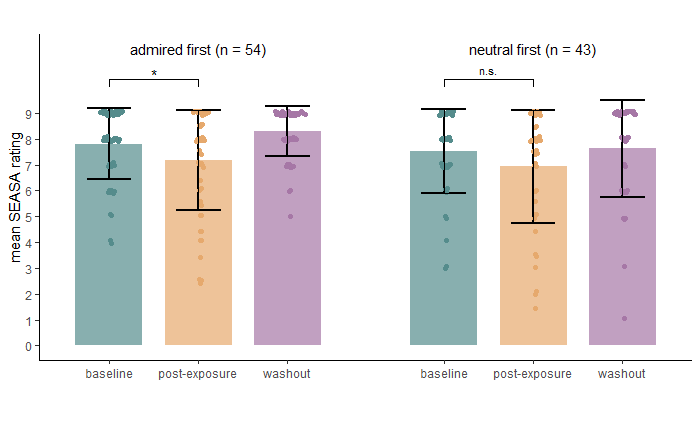 admired first (n = 54)
neutral first (n = 43)
*
n.s.
mean SEASA rating
9
8
7
6
5
4
3
2
1
0
baseline
post-exposure
washout
baseline
post-exposure
washout